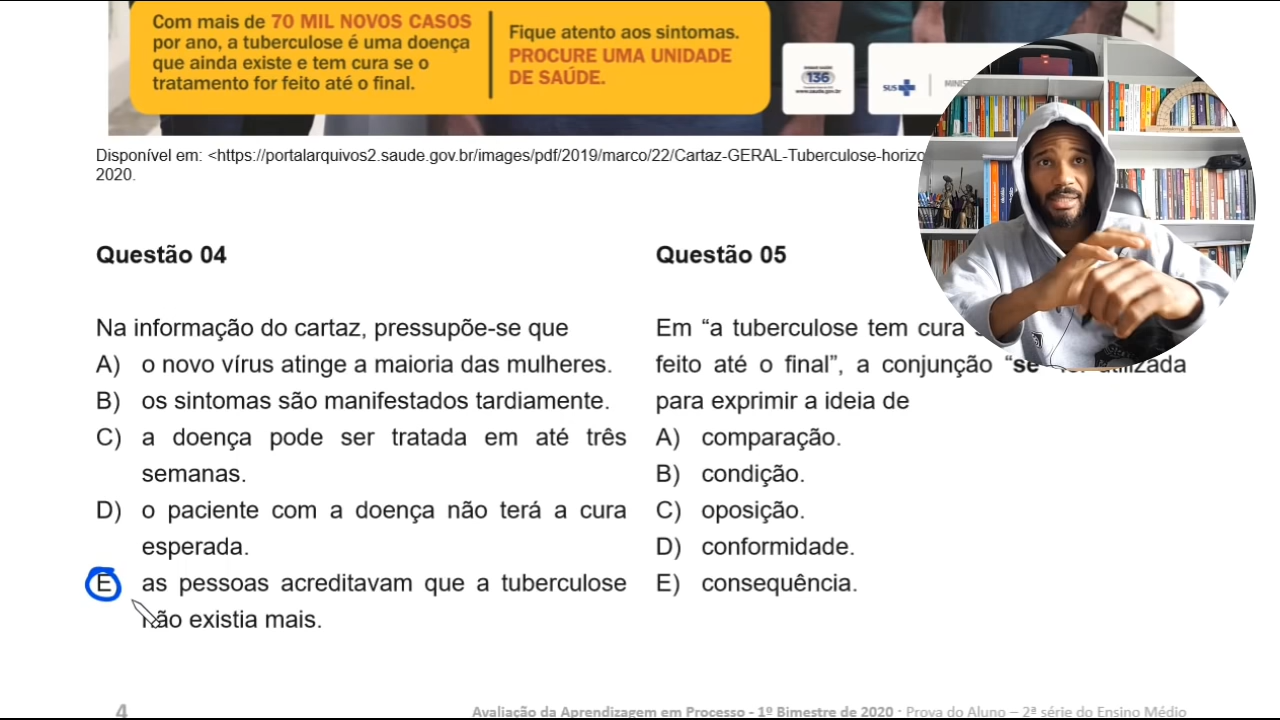 Com mais de 70 MIL NOVOS CASOS
por ano, a tuberculose é uma doença
que ainda existe e tem cura se o
tratamento for feito até o final.
Fique atento aos sintomas.
PROCURE UMA UNIDADE
DE SAÚDE.
136
SUS
MINIS
Disponível em: <https://portalarquivos2.saude.gov.br/images/pdf/2019/marco/22/Cartaz-GERAL-Tuberculose-horizo
2020.
Questão 04
Na informação do cartaz, pressupõe-se que
A) o novo vírus atinge a maioria das mulheres.
B) os sintomas são manifestados tardiamente.
C) a doença pode ser tratada em até três
semanas.
D) o paciente com a doença não terá a cura
esperada.
E as pessoas acreditavam que a tuberculose
não existia mais.
Questão 05
Em “a tuberculose tem cura
feito até o final”, a conjunção “se utilizada
para exprimir a ideia de
A) comparação.
B) condição.
C) oposição.
D) conformidade.
E) consequência.
4
Avaliação da Aprendizagem em Processo - 1º Bimestre de 2020 · Prova do Aluno – 2ª série do Ensino Médio